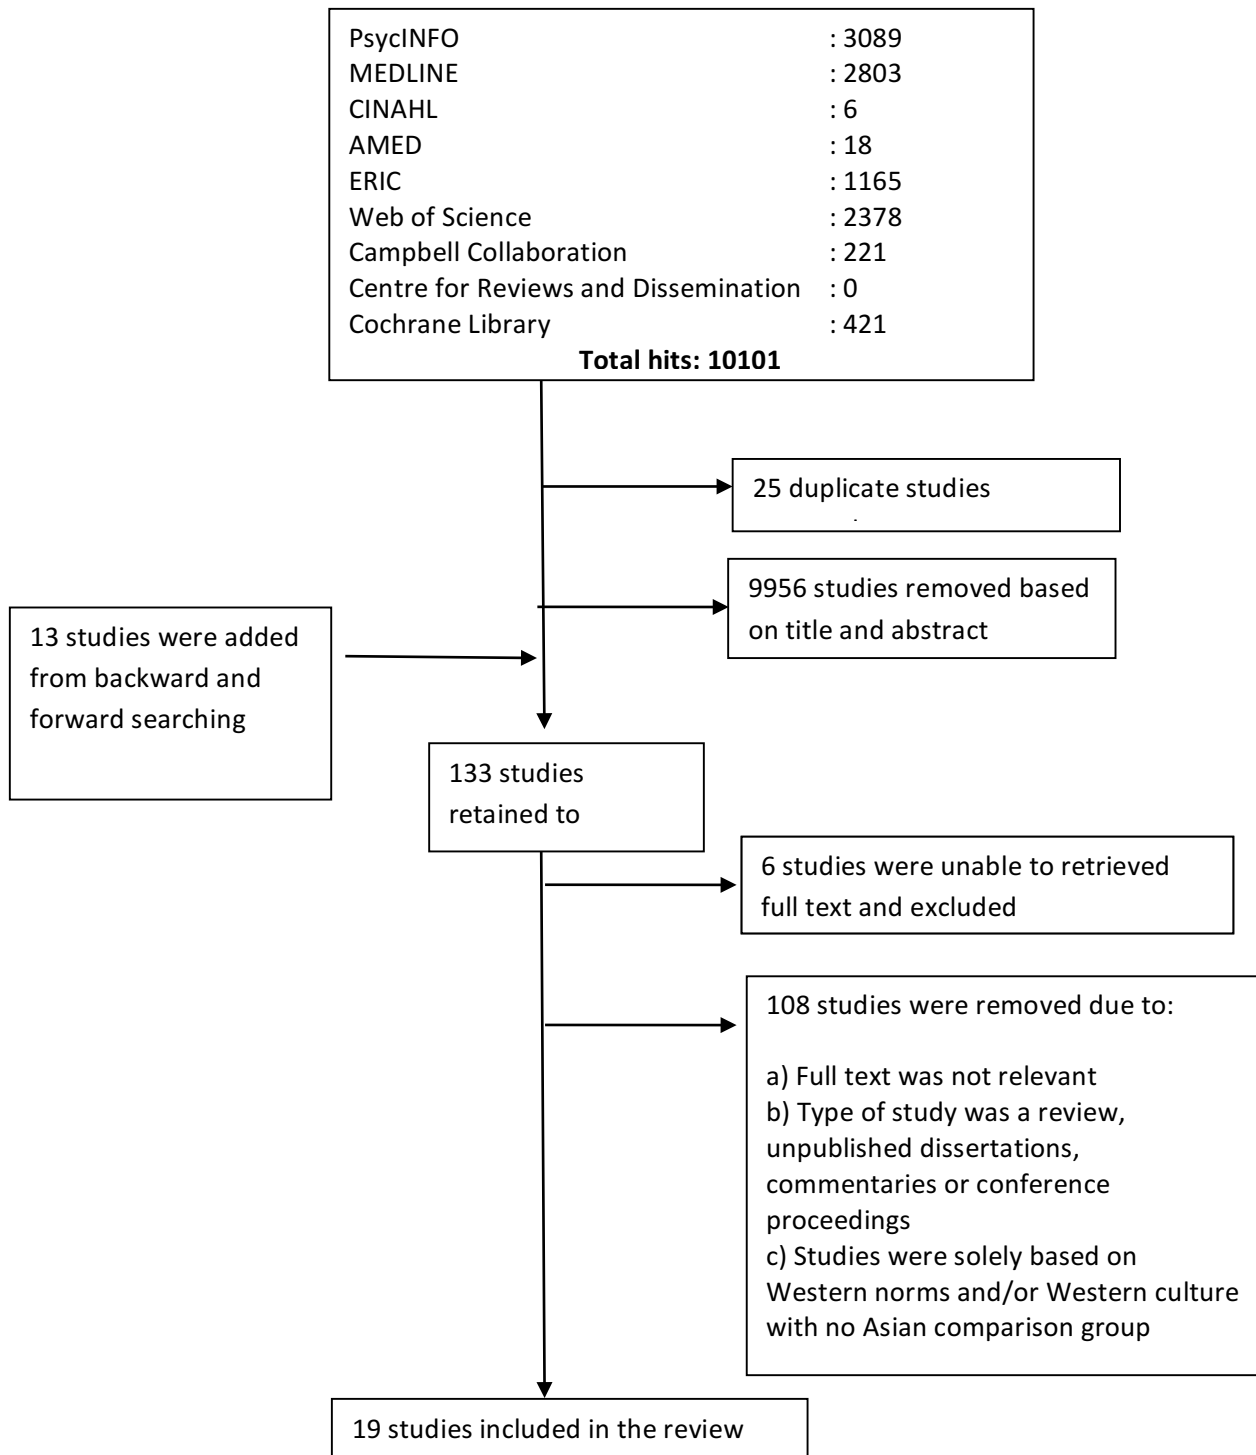 PsycINFO : 3089
MEDLINE : 2803
CINAHL : 6
AMED : 18
ERIC : 1165
Web of Science : 2378
Campbell Collaboration : 221
Centre for Reviews and Dissemination : 0
Cochrane Library : 421
Total hits: 10101
25 duplicate studies
9956 studies removed based
on title and abstract
13 studies were added
from backward and
forward searching
133 studies
retained to
6 studies were unable to retrieved
full text and excluded
108 studies were removed due to:
a) Full text was not relevant
b) Type of study was a review,
unpublished dissertations,
commentaries or conference
proceedings
c) Studies were solely based on
Western norms and/or Western culture
with no Asian comparison group
19 studies included in the review